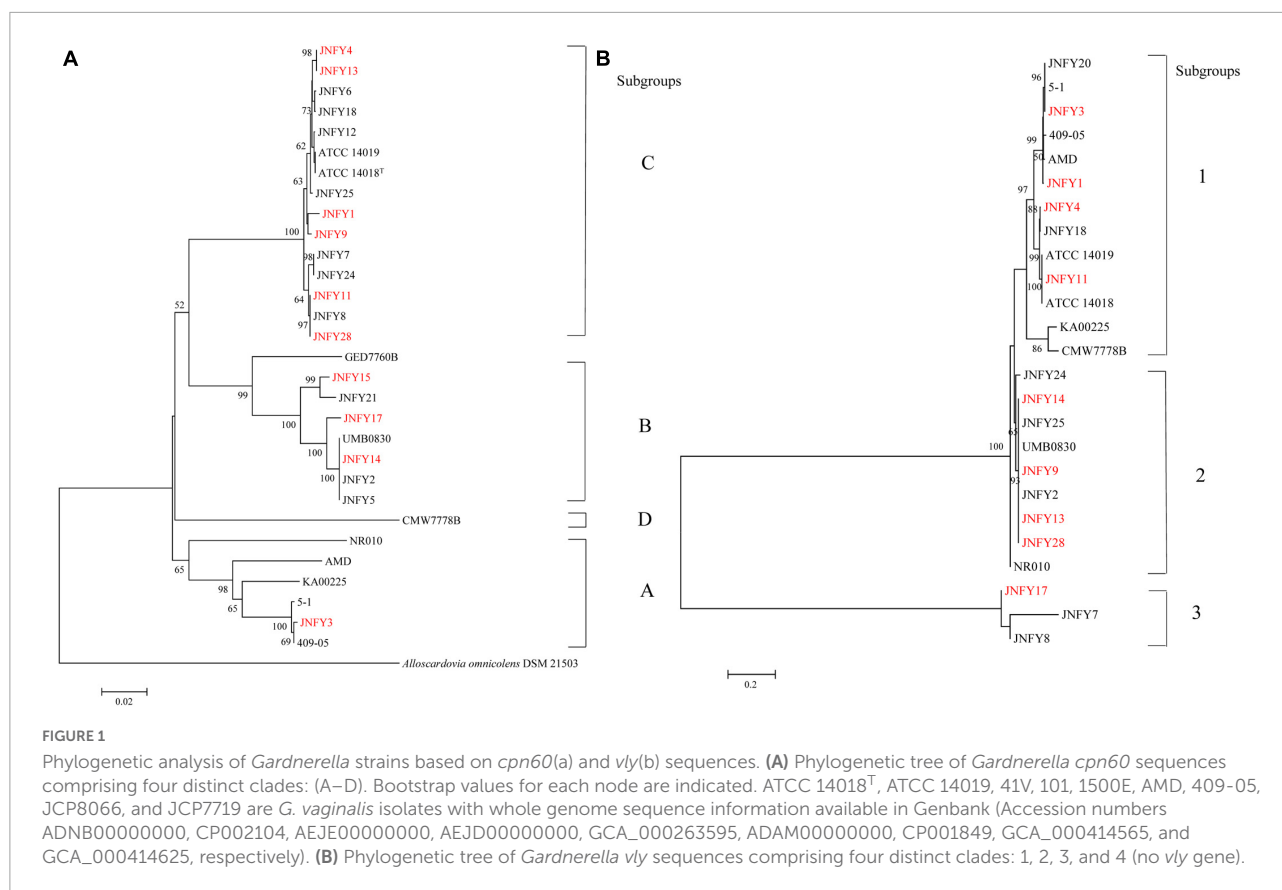 A
98
JNFY4
JNFY13
JNFY6
73
JNFY18
JNFY12
62
ATCC 14019
ATCC 14018T
63
JNFY25
JNFY1
100
JNFY9
98
JNFY7
JNFY24
JNFY11
64
JNFY8
97
JNFY28
52
GED7760B
99
JNFY15
99
JNFY21
100
JNFY17
UMB0830
100
JNFY14
100
JNFY2
JNFY5
CMW7778B
NR010
65
AMD
98
KA00225
65
5-1
100
JNFY3
69
409-05
Alloscardovia omnicolens DSM 21503
0.02
Subgroups
C
B
D
A
B
JNFY20
96
5-1
JNFY3
99
409-05
50
AMD
97
JNFY1
88
JNFY4
JNFY18
99
ATCC 14019
JNFY11
100
ATCC 14018
KA00225
86
CMW7778B
JNFY24
JNFY14
65
JNFY25
100
UMB0830
93
JNFY9
JNFY2
JNFY13
JNFY28
NR010
JNFY17
JNFY7
JNFY8
0.2
Subgroups
1
2
3
FIGURE 1
Phylogenetic analysis of Gardnerella strains based on cpn60(a) and vly(b) sequences. (A) Phylogenetic tree of Gardnerella cpn60 sequences
comprising four distinct clades: (A–D). Bootstrap values for each node are indicated. ATCC 14018T, ATCC 14019, 41V, 101, 1500E, AMD, 409-05,
JCP8066, and JCP7719 are G. vaginalis isolates with whole genome sequence information available in Genbank (Accession numbers
ADNB00000000, CP002104, AEJE00000000, AEJD00000000, GCA_000263595, ADAM00000000, CP001849, GCA_000414565, and
GCA_000414625, respectively). (B) Phylogenetic tree of Gardnerella vly sequences comprising four distinct clades: 1, 2, 3, and 4 (no vly gene).